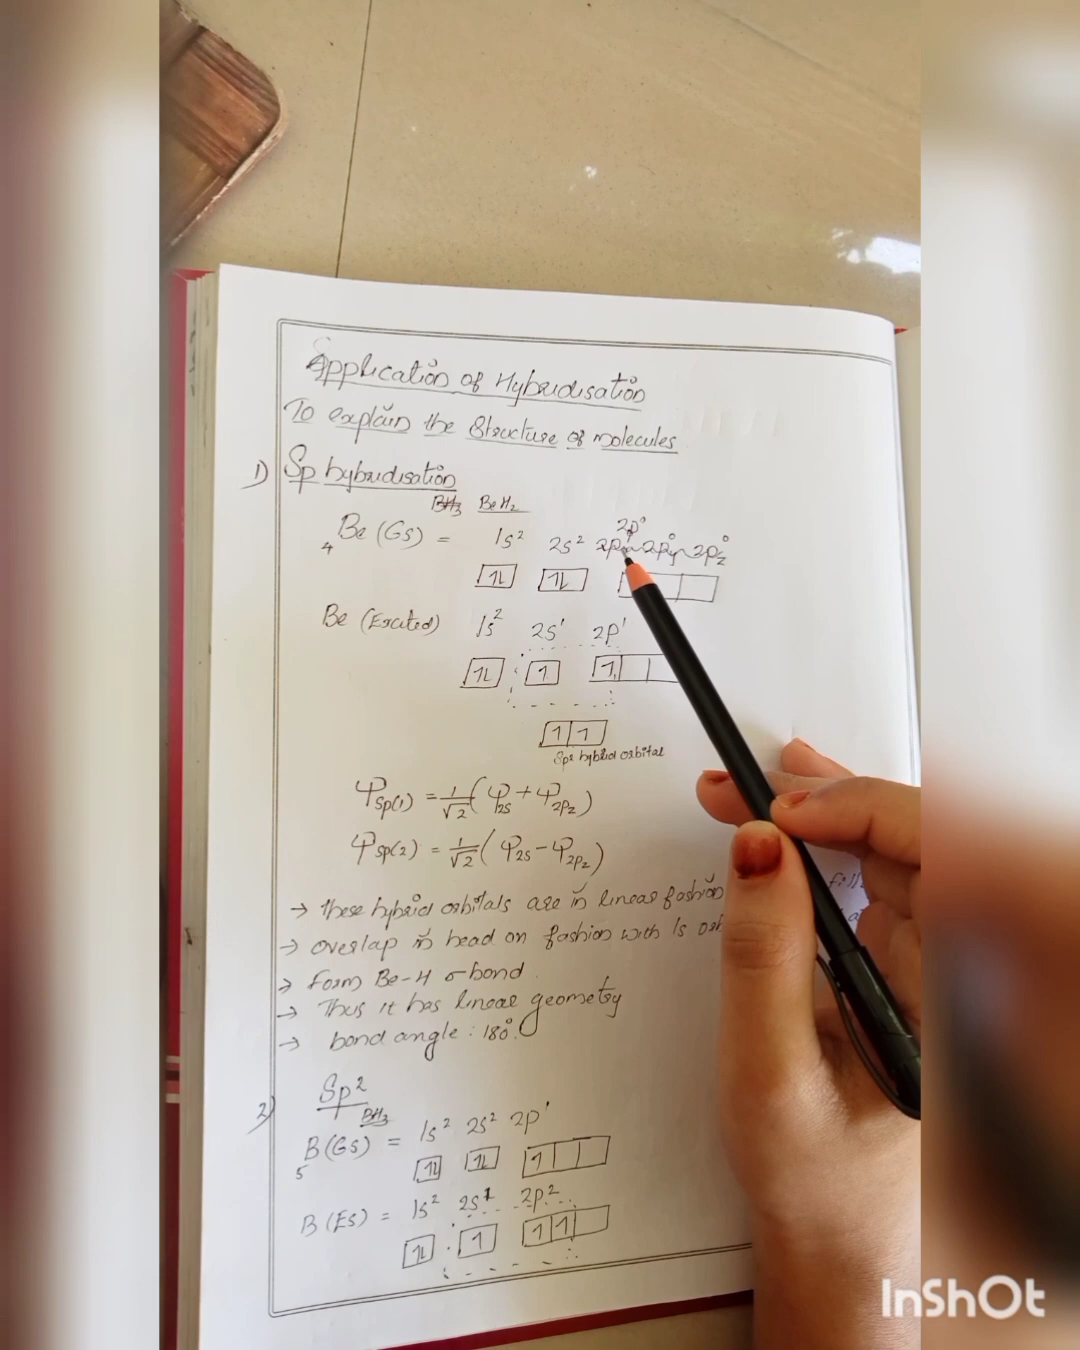 Application of Hybridisation
To explain the Structure of molecules
1) Sp hybridisation
BH3 BeH2
2p⁰
4Be (Gs) = 1s² 2s² 2px⁰ 2py⁰ 2pz⁰
1L 1L
Be (Excited) 1s² 2s¹ 2p¹
1L 1 1
1 1
Sp2 hybrid orbital
Ψsp(1) = 1/√2 (Ψ2s + Ψ2pz)
Ψsp(2) = 1/√2 (Ψ2s - Ψ2pz)
→ These hybrid orbitals are in linear fashion
→ overlap in head on fashion with 1s
→ Form Be-H σ bond
→ Thus it has linear geometry
→ bond angle : 180°.
2) Sp²
BH3
5B (Gs) = 1s² 2s² 2p¹
1L 1L 1
B (Es) = 1s² 2s1 2p²
1L 1 1 1
InShOt